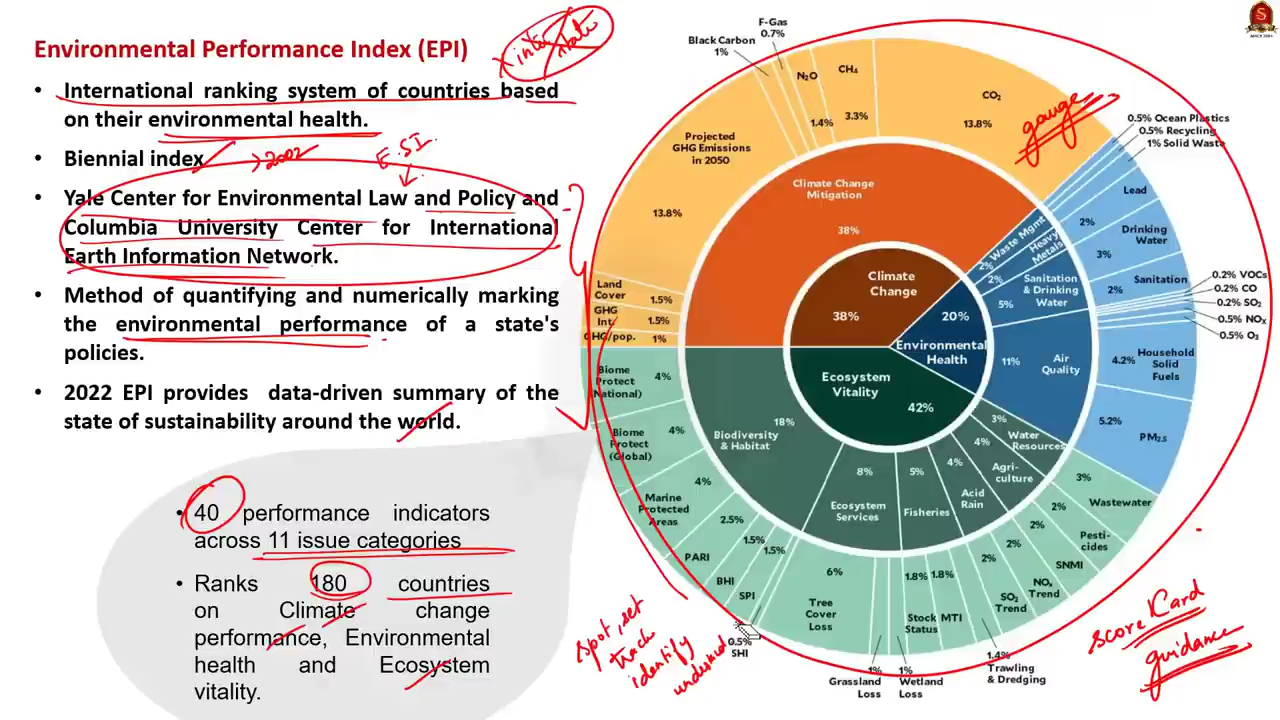 Environmental Performance Index (EPI)
• International ranking system of countries based
on their environmental health.
• Biennial index
→2002
E.SI.
• Yale Center for Environmental Law and Policy and
Columbia University Center for International
Earth Information Network.
• Method of quantifying and numerically marking
the environmental performance of a state's
policies.
• 2022 EPI provides data-driven summary of the
state of sustainability around the world.
• 40 performance indicators
across 11 issue categories
• Ranks 180 countries
on Climate change
performance, Environmental
health and Ecosystem
vitality.
Climate
Change
38%
20%
Environmental
Health
Ecosystem
Vitality
42%
Climate Change
Mitigation
38%
Waste Mgmt.
2%
Heavy
Metals
2%
Sanitation
& Drinking
Water
5%
11%
Air
Quality
3%
Water
Resources
4%
Agri-
culture
4%
Acid
Rain
5%
Fisheries
8%
Ecosystem
Services
18%
Biodiversity
& Habitat
F-Gas
0.7%
Black Carbon
1%
N₂O
1.4%
CH₄
3.3%
CO₂
13.8%
gauge
Projected
GHG Emissions
in 2050
13.8%
Land
Cover
1.5%
GHG
Int.
1.5%
GHG/pop.
1%
0.5% Ocean Plastics
0.5% Recycling
1% Solid Waste
Lead
2%
Drinking
Water
3%
Sanitation
2%
0.2% VOCs
0.2% CO
0.2% SO₂
0.5% NOₓ
0.5% O₃
4.2%
Household
Solid
Fuels
5.2%
PM₂.₅
3%
Wastewater
2%
Pesti-
cides
2%
SNMI
2%
NOₓ
Trend
2%
SO₂
Trend
1.4%
Trawling
& Dredging
1.8%
MTI
1.8%
Stock
Status
1%
Wetland
Loss
1%
Grassland
Loss
6%
Tree
Cover
Loss
0.5%
SHI
1.5%
SPI
1.5%
BHI
2.5%
PARI
4%
Marine
Protected
Areas
4%
Biome
Protect
(Global)
4%
Biome
Protect
(National)
spot, set
track
identify
score Card
guidance